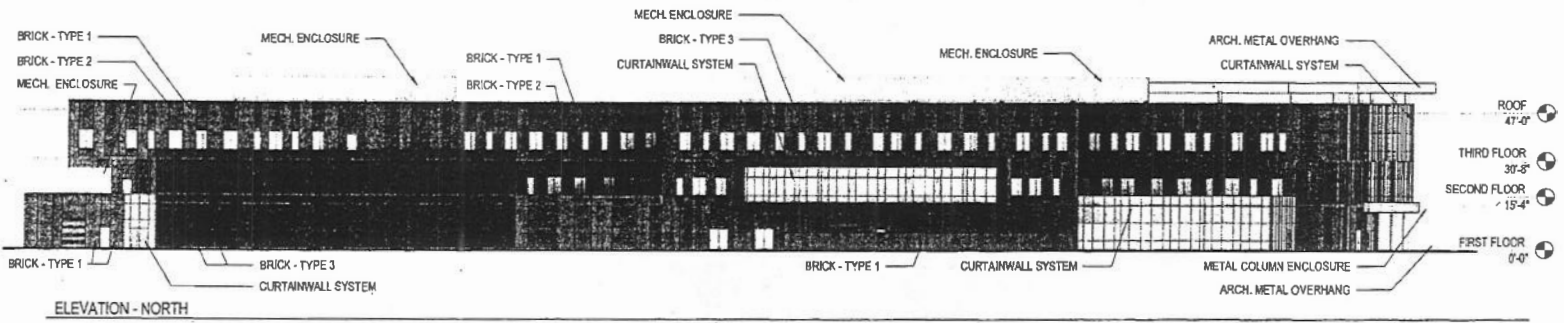 MECH. ENCLOSURE
BRICK - TYPE 1
MECH. ENCLOSURE
BRICK - TYPE 3
ARCH. METAL OVERHANG
BRICK - TYPE 2
BRICK - TYPE 1
MECH. ENCLOSURE
CURTAINWALL SYSTEM
CURTAINWALL SYSTEM
MECH. ENCLOSURE
BRICK - TYPE 2
ROOF
47'-0"
THIRD FLOOR
30'-8"
SECOND FLOOR
15'-4"
FIRST FLOOR
0'-0"
BRICK - TYPE 1
BRICK - TYPE 3
BRICK - TYPE 1
CURTAINWALL SYSTEM
METAL COLUMN ENCLOSURE
CURTAINWALL SYSTEM
ARCH. METAL OVERHANG
ELEVATION - NORTH